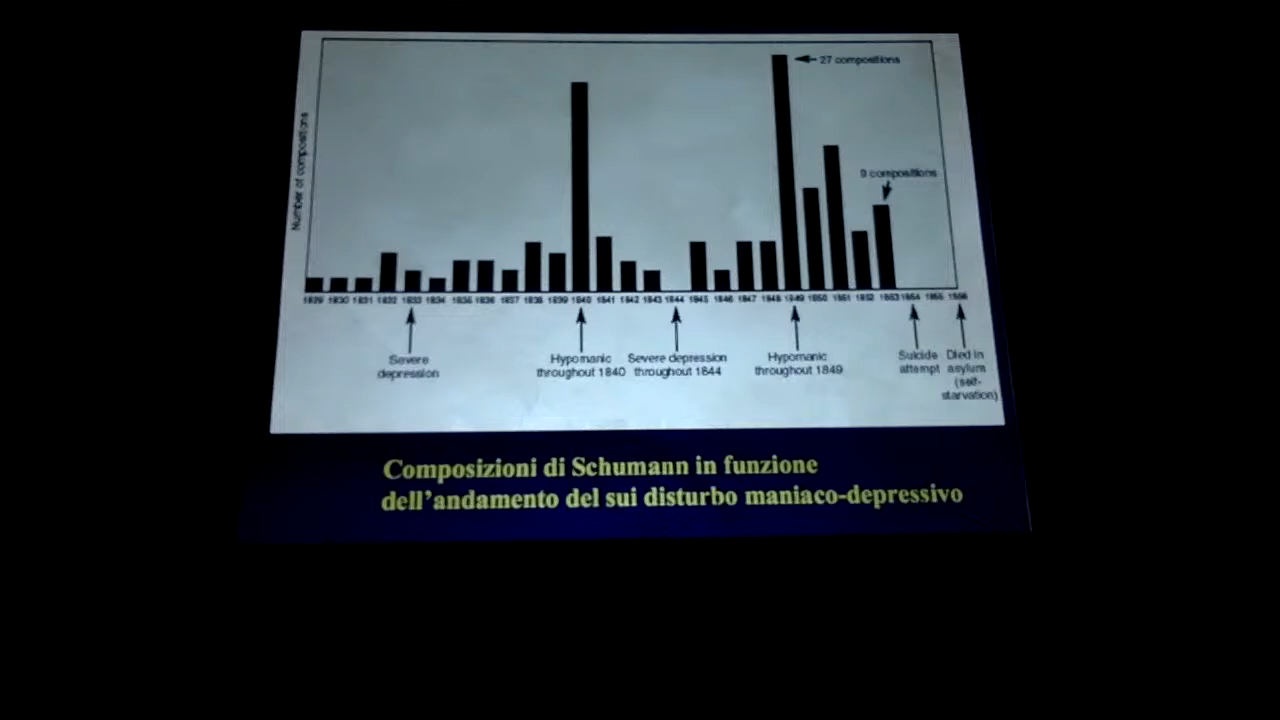 Number of compositions
27 compositions
9 compositions
1829 1830 1831 1832 1833 1834 1835 1836 1837 1838 1839 1840 1841 1842 1843 1844 1845 1846 1847 1848 1849 1850 1851 1852 1853 1854 1855 1856
Severe
depression
Hypomanic
throughout 1840
Severe depression
throughout 1844
Hypomanic
throughout 1849
Suicide
attempt
Died in
asylum
(self-
starvation)
Composizioni di Schumann in funzione
dell'andamento del sui disturbo maniaco-depressivo